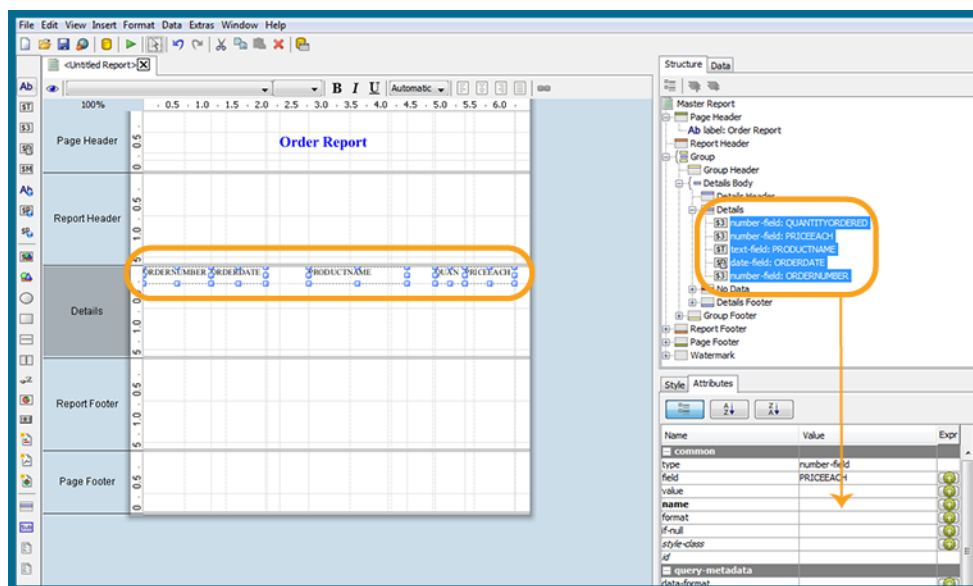 File Edit View Insert Format Data Extras Window Help
<Untitled Report>
Structure Data
Ab
B I U Automatic
100%
0.5 1.0 1.5 2.0 2.5 3.0 3.5 4.0 4.5 5.0 5.5 6.0
Page Header
Order Report
Report Header
ORDERNUMBER ORDERDATE PRODUCTNAME QUAN PRICEEACH
Details
Report Footer
Page Footer
Master Report
Page Header
Ab label: Order Report
Report Header
Group
Group Header
Details Body
Details Header
Details
number-field: QUANTITYORDERED
number-field: PRICEEACH
text-field: PRODUCTNAME
date-field: ORDERDATE
number-field: ORDERNUMBER
No Data
Details Footer
Group Footer
Report Footer
Page Footer
Watermark
Style Attributes
Name Value Expr
common
type number-field
field PRICEEACH
value
name
format
if-null
style-class
id
query-metadata
data-format